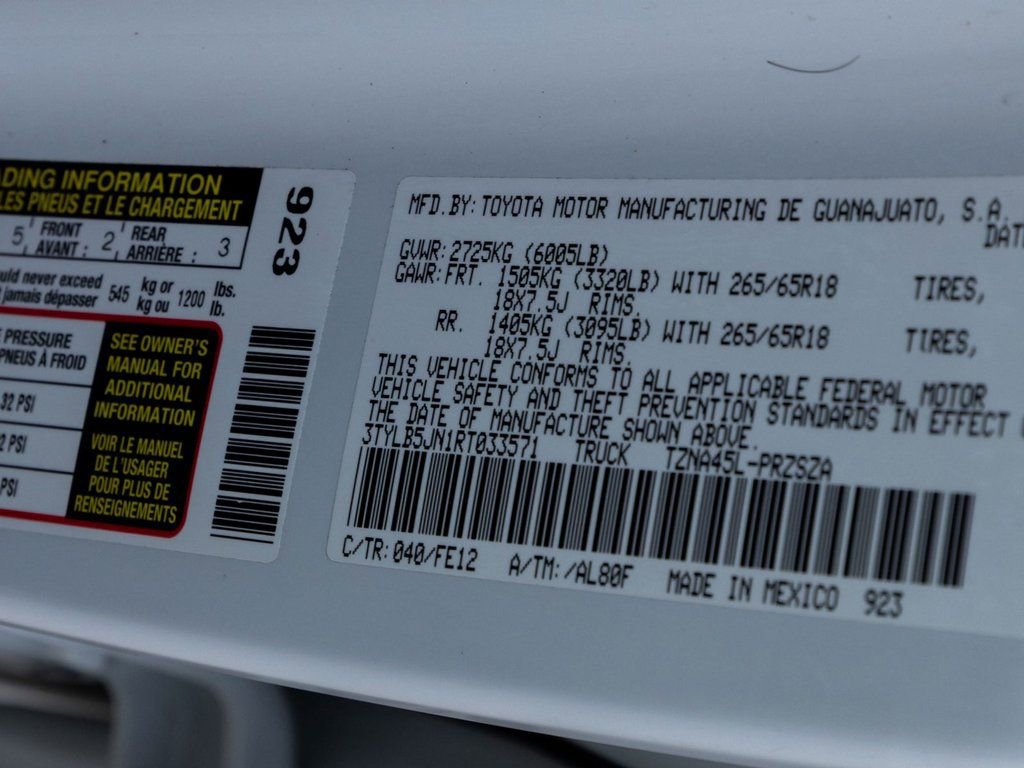 ADING INFORMATION
LES PNEUS ET LE CHARGEMENT
5 FRONT AVANT : 2 REAR ARRIÈRE : 3
should never exceed 545 kg or 1200 lbs.
jamais dépasser kg ou lb.
PRESSURE
PNEUS À FROID
32 PSI
2 PSI
PSI
SEE OWNER'S
MANUAL FOR
ADDITIONAL
INFORMATION
VOIR LE MANUEL
DE L'USAGER
POUR PLUS DE
RENSEIGNEMENTS
923
MFD.BY:TOYOTA MOTOR MANUFACTURING DE GUANAJUATO, S.A.
DATE
GVWR:2725KG (6005LB)
GAWR:FRT. 1505KG (3320LB) WITH 265/65R18 TIRES,
18X7.5J RIMS.
RR. 1405KG (3095LB) WITH 265/65R18 TIRES,
18X7.5J RIMS.
THIS VEHICLE CONFORMS TO ALL APPLICABLE FEDERAL MOTOR
VEHICLE SAFETY AND THEFT PREVENTION STANDARDS IN EFFECT
THE DATE OF MANUFACTURE SHOWN ABOVE.
3TYLB5JN1RT033571 TRUCK TZNA45L-PRZSZA
C/TR:040/FE12 A/TM:/AL80F MADE IN MEXICO 923